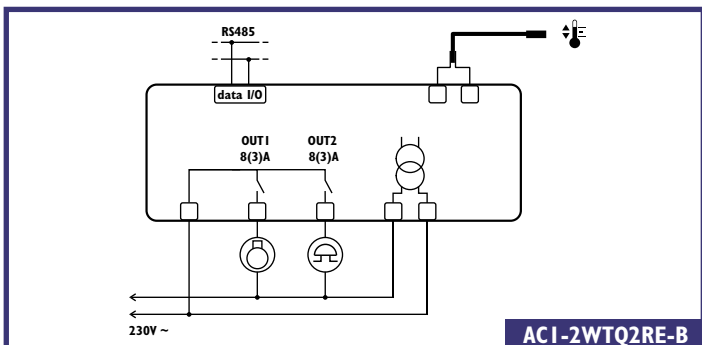 RS485
data I/O
OUT1 OUT2
8(3)A 8(3)A
230V ~
AC1-2WTQ2RE-B